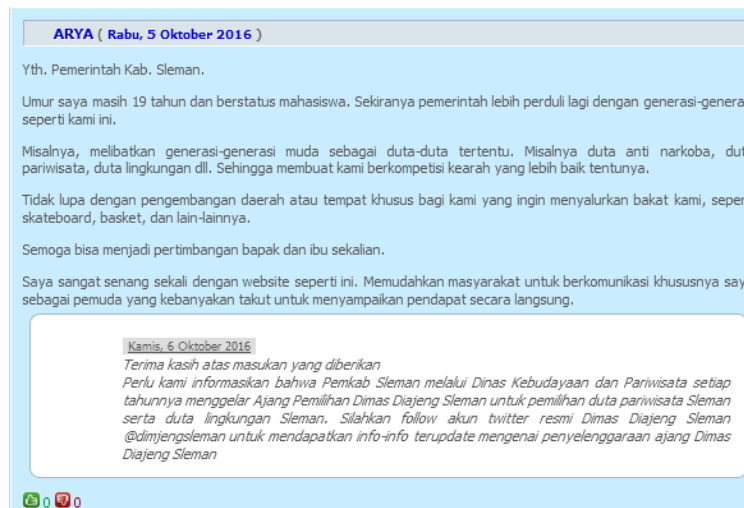 ARYA ( Rabu, 5 Oktober 2016 )
Yth. Pemerintah Kab. Sleman.
Umur saya masih 19 tahun dan berstatus mahasiswa. Sekiranya pemerintah lebih perduli lagi dengan generasi-genera
seperti kami ini.
Misalnya, melibatkan generasi-generasi muda sebagai duta-duta tertentu. Misalnya duta anti narkoba, dut
pariwisata, duta lingkungan dll. Sehingga membuat kami berkompetisi kearah yang lebih baik tentunya.
Tidak lupa dengan pengembangan daerah atau tempat khusus bagi kami yang ingin menyalurkan bakat kami, seper
skateboard, basket, dan lain-lainnya.
Semoga bisa menjadi pertimbangan bapak dan ibu sekalian.
Saya sangat senang sekali dengan website seperti ini. Memudahkan masyarakat untuk berkomunikasi khususnya say
sebagai pemuda yang kebanyakan takut untuk menyampaikan pendapat secara langsung.
Kamis, 6 Oktober 2016
Terima kasih atas masukan yang diberikan
Perlu kami informasikan bahwa Pemkab Sleman melalui Dinas Kebudayaan dan Pariwisata setiap
tahunnya menggelar Ajang Pemilihan Dimas Diajeng Sleman untuk pemilihan duta pariwisata Sleman
serta duta lingkungan Sleman. Silahkan follow akun twitter resmi Dimas Diajeng Sleman
@dimjengsleman untuk mendapatkan info-info terupdate mengenai penyelenggaraan ajang Dimas
Diajeng Sleman
0 0